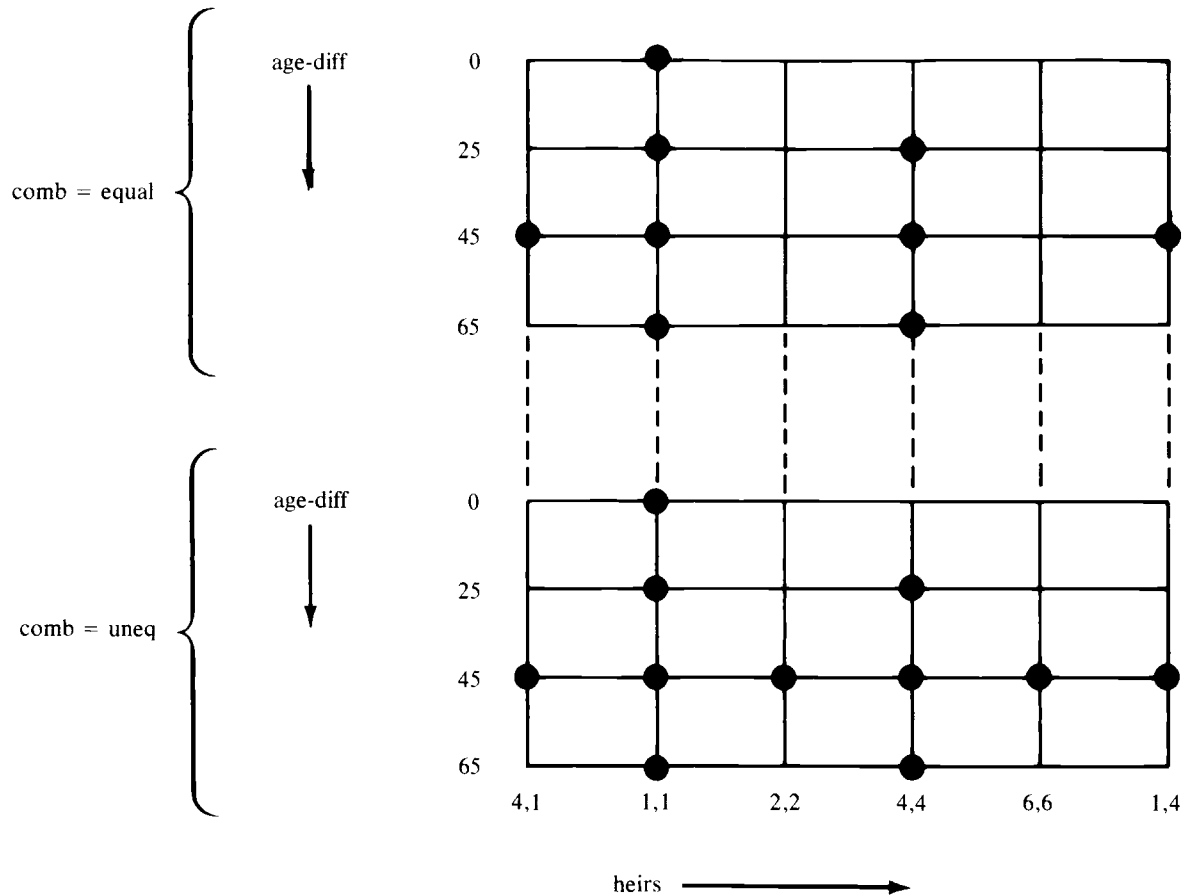 age-diff
comb = equal
0
25
45
65
age-diff
comb = uneq
0
25
45
65
4,1 1,1 2,2 4,4 6,6 1,4
heirs